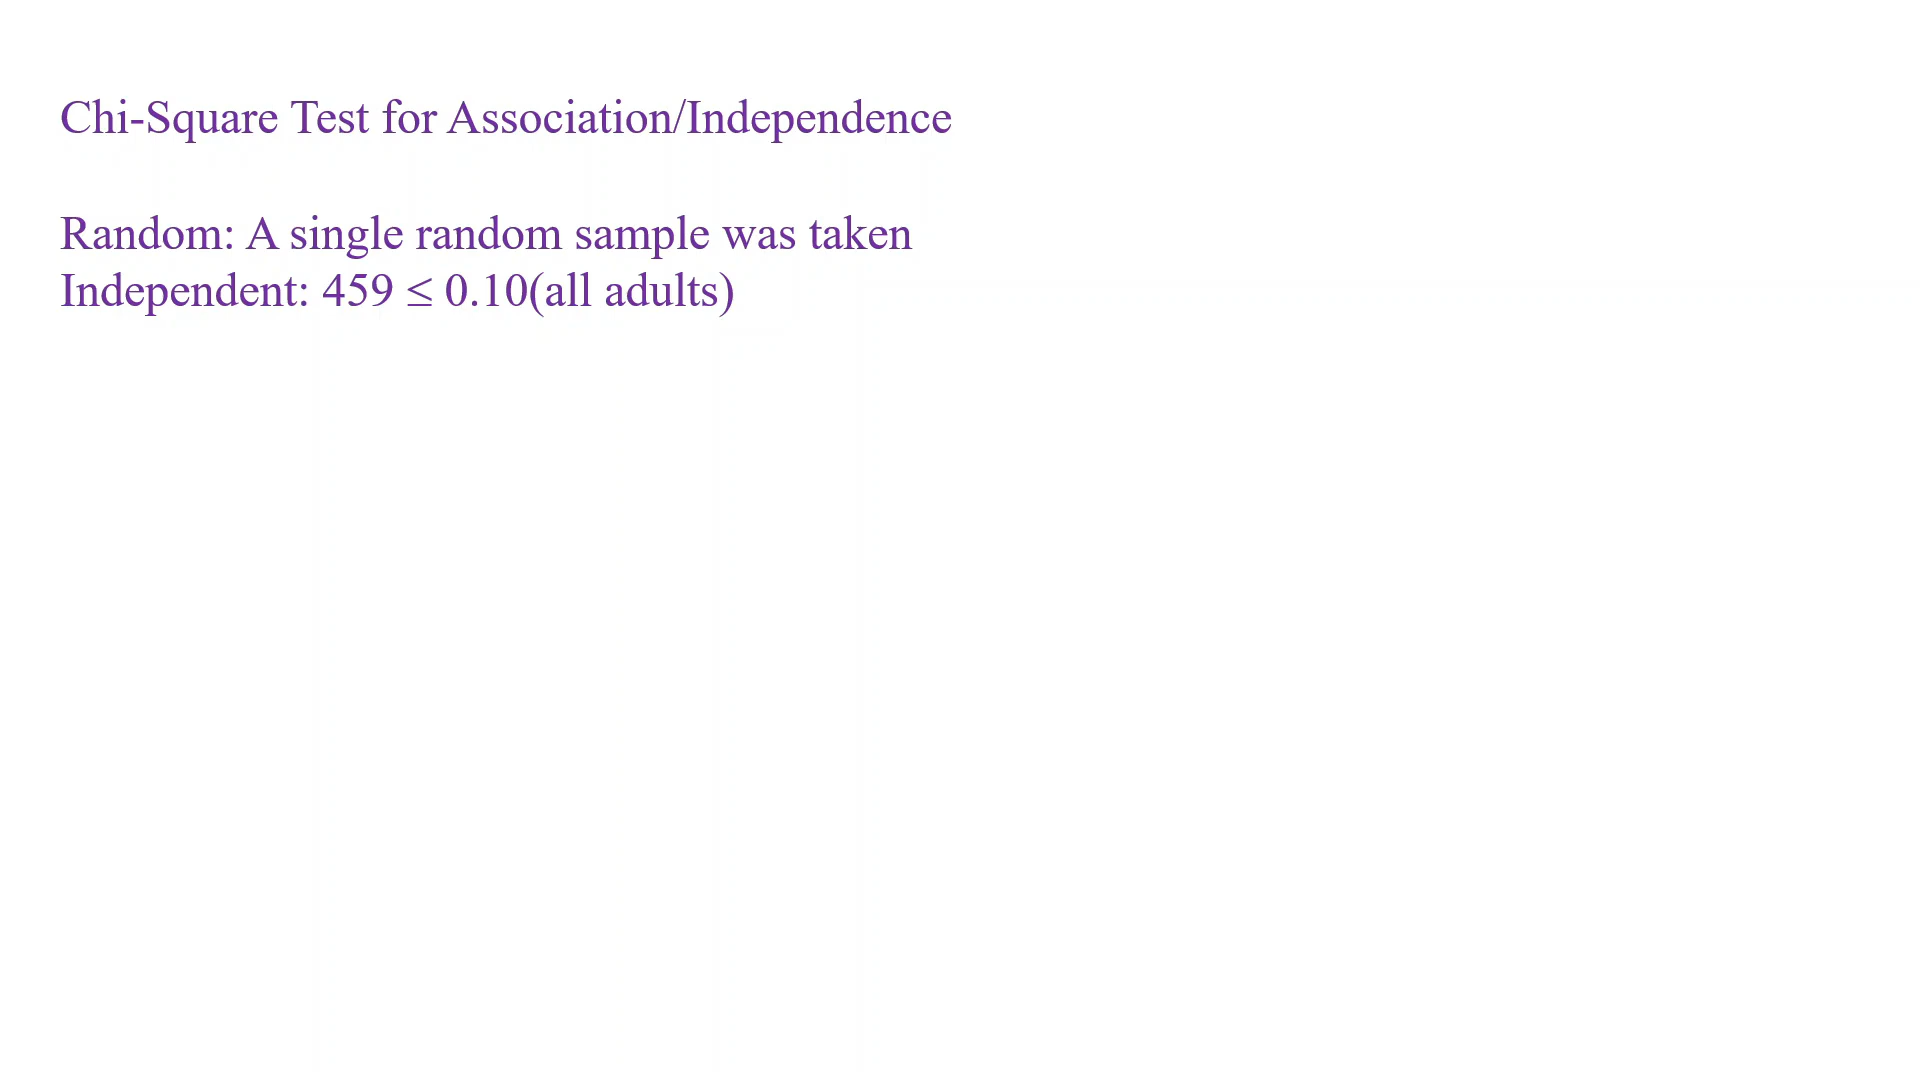 Chi-Square Test for Association/Independence
Random: A single random sample was taken
Independent: 459 ≤ 0.10(all adults)